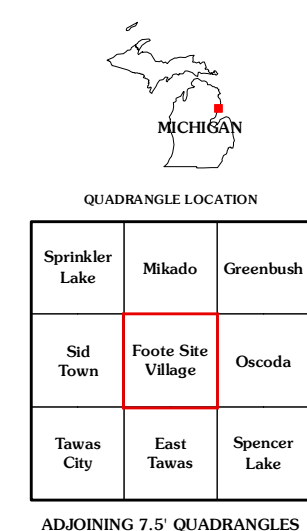 MICHIGAN
QUADRANGLE LOCATION
Sprinkler
Lake
Mikado
Greenbush
Sid
Town
Foote Site
Village
Oscoda
Tawas
City
East
Tawas
Spencer
Lake
ADJOINING 7.5' QUADRANGLES